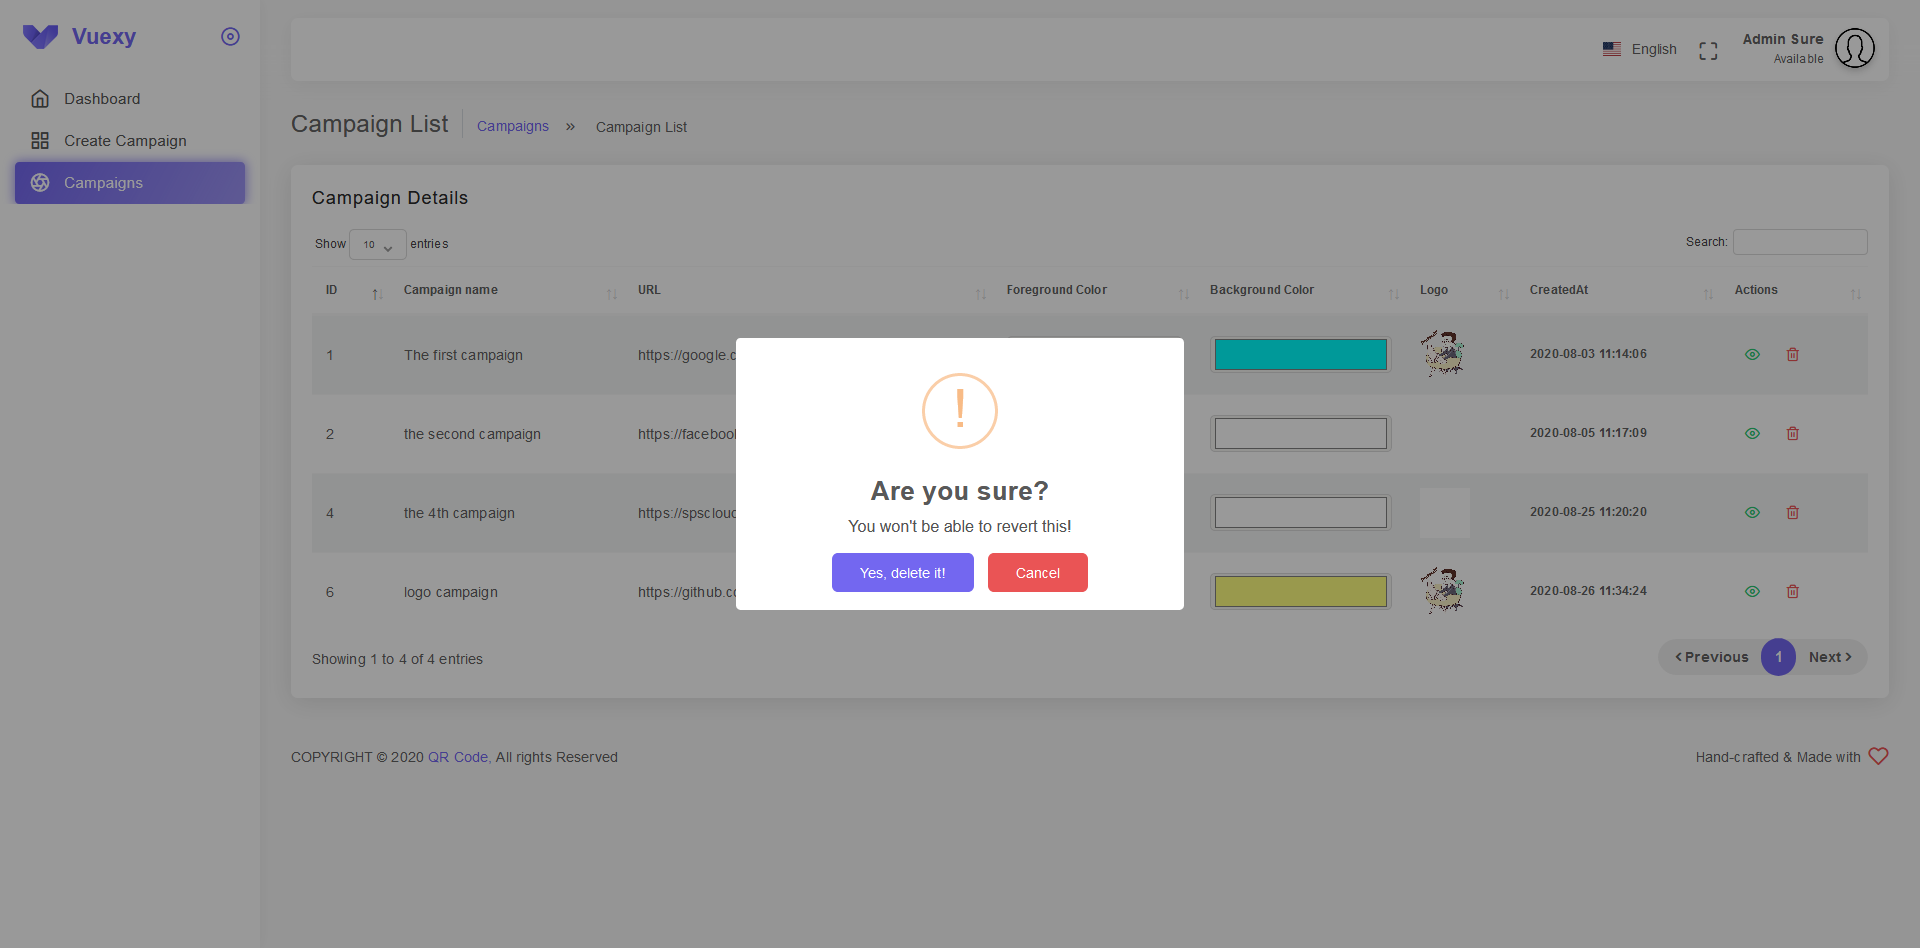 Vuexy
Dashboard
Create Campaign
Campaigns
English
Admin Sure
Available
Campaign List
Campaigns » Campaign List
Campaign Details
Show 10 entries
Search:
ID Campaign name URL Foreground Color Background Color Logo CreatedAt Actions
1 The first campaign https://google.c 2020-08-03 11:14:06
2 the second campaign https://facebook 2020-08-05 11:17:09
4 the 4th campaign https://spscloud 2020-08-25 11:20:20
6 logo campaign https://github.co 2020-08-26 11:34:24
!
Are you sure?
You won't be able to revert this!
Yes, delete it! Cancel
Showing 1 to 4 of 4 entries
Previous 1 Next
COPYRIGHT © 2020 QR Code, All rights Reserved
Hand-crafted & Made with